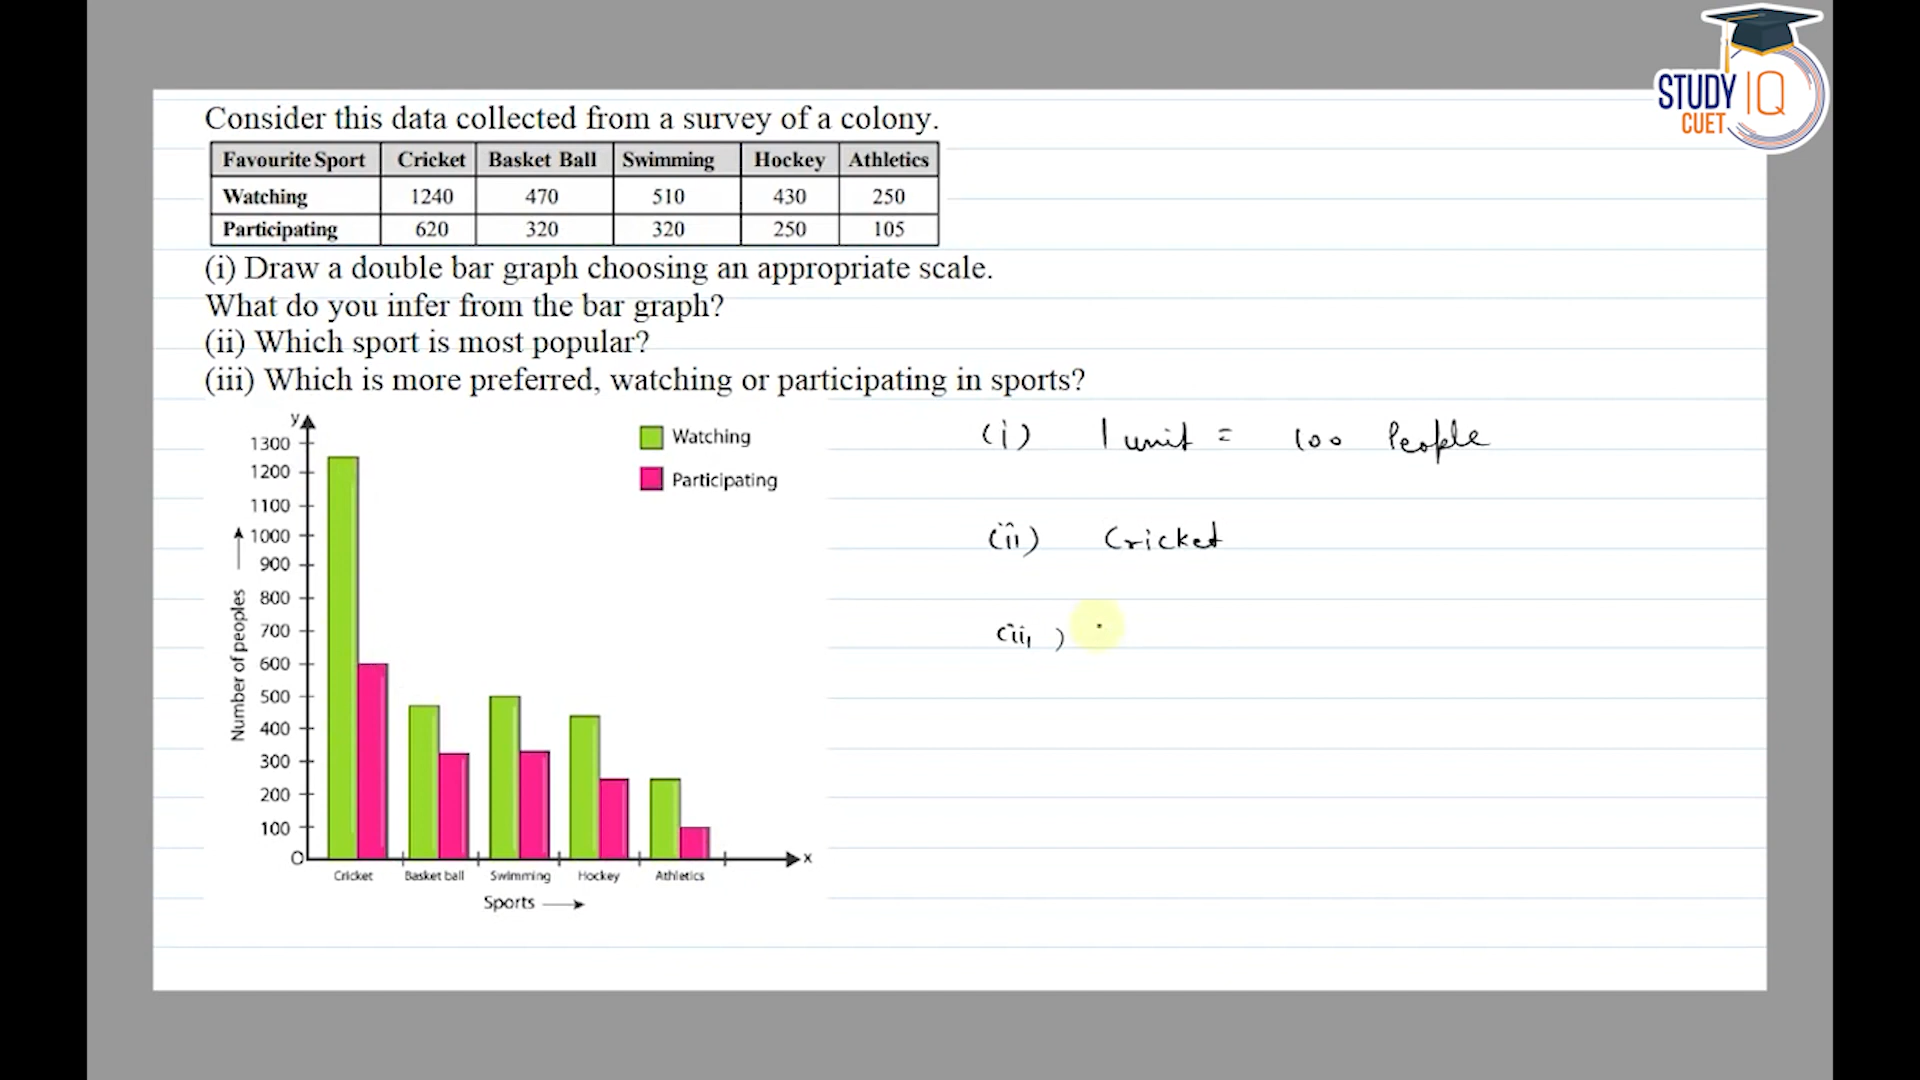 STUDY IQ
CUET
Consider this data collected from a survey of a colony.
Favourite Sport Cricket Basket Ball Swimming Hockey Athletics
Watching 1240 470 510 430 250
Participating 620 320 320 250 105
(i) Draw a double bar graph choosing an appropriate scale.
What do you infer from the bar graph?
(ii) Which sport is most popular?
(iii) Which is more preferred, watching or participating in sports?
y
1300
1200
1100
1000
900
800
700
600
500
400
300
200
100
O
Number of peoples
Watching
Participating
x
Cricket Basket ball Swimming Hockey Athletics
Sports
(i) 1 unit = 100 People
(ii) Cricket
(iii)